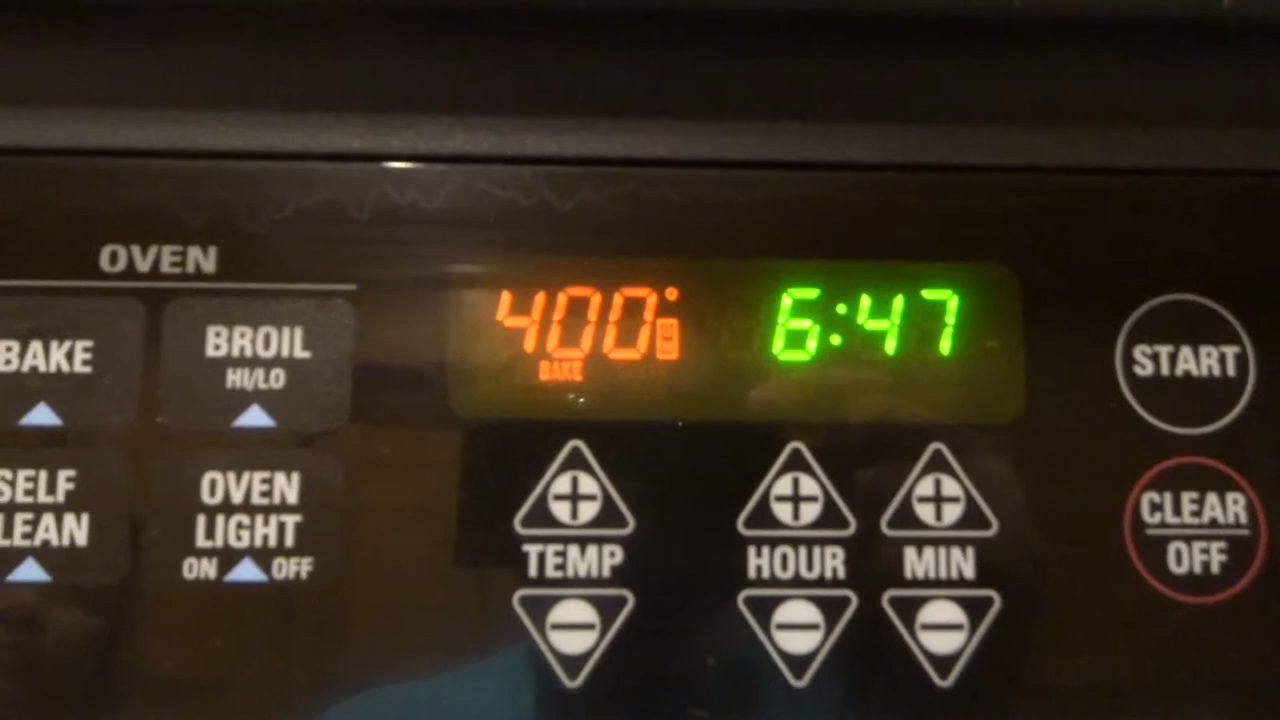 OVEN
BAKE
BROIL
HI/LO
SELF
CLEAN
OVEN
LIGHT
ON OFF
400°
BAKE
6:47
TEMP
HOUR
MIN
START
CLEAR
OFF